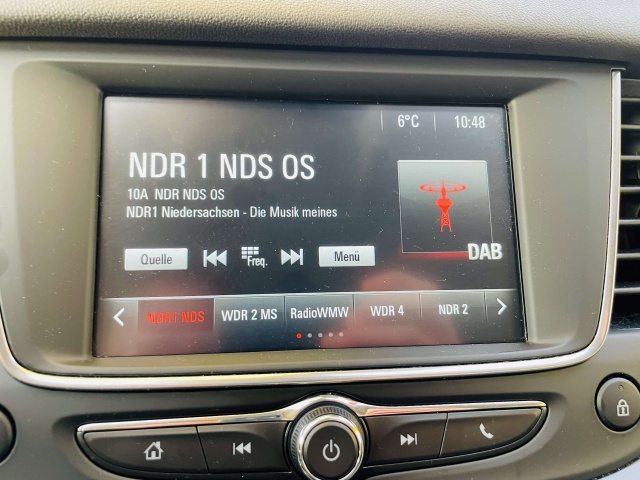 6°C 10:48
NDR 1 NDS OS
10A NDR NDS OS
NDR1 Niedersachsen - Die Musik meines
DAB
Quelle Freq. Menü
NDR1 NDS WDR 2 MS RadioWMW WDR 4 NDR 2